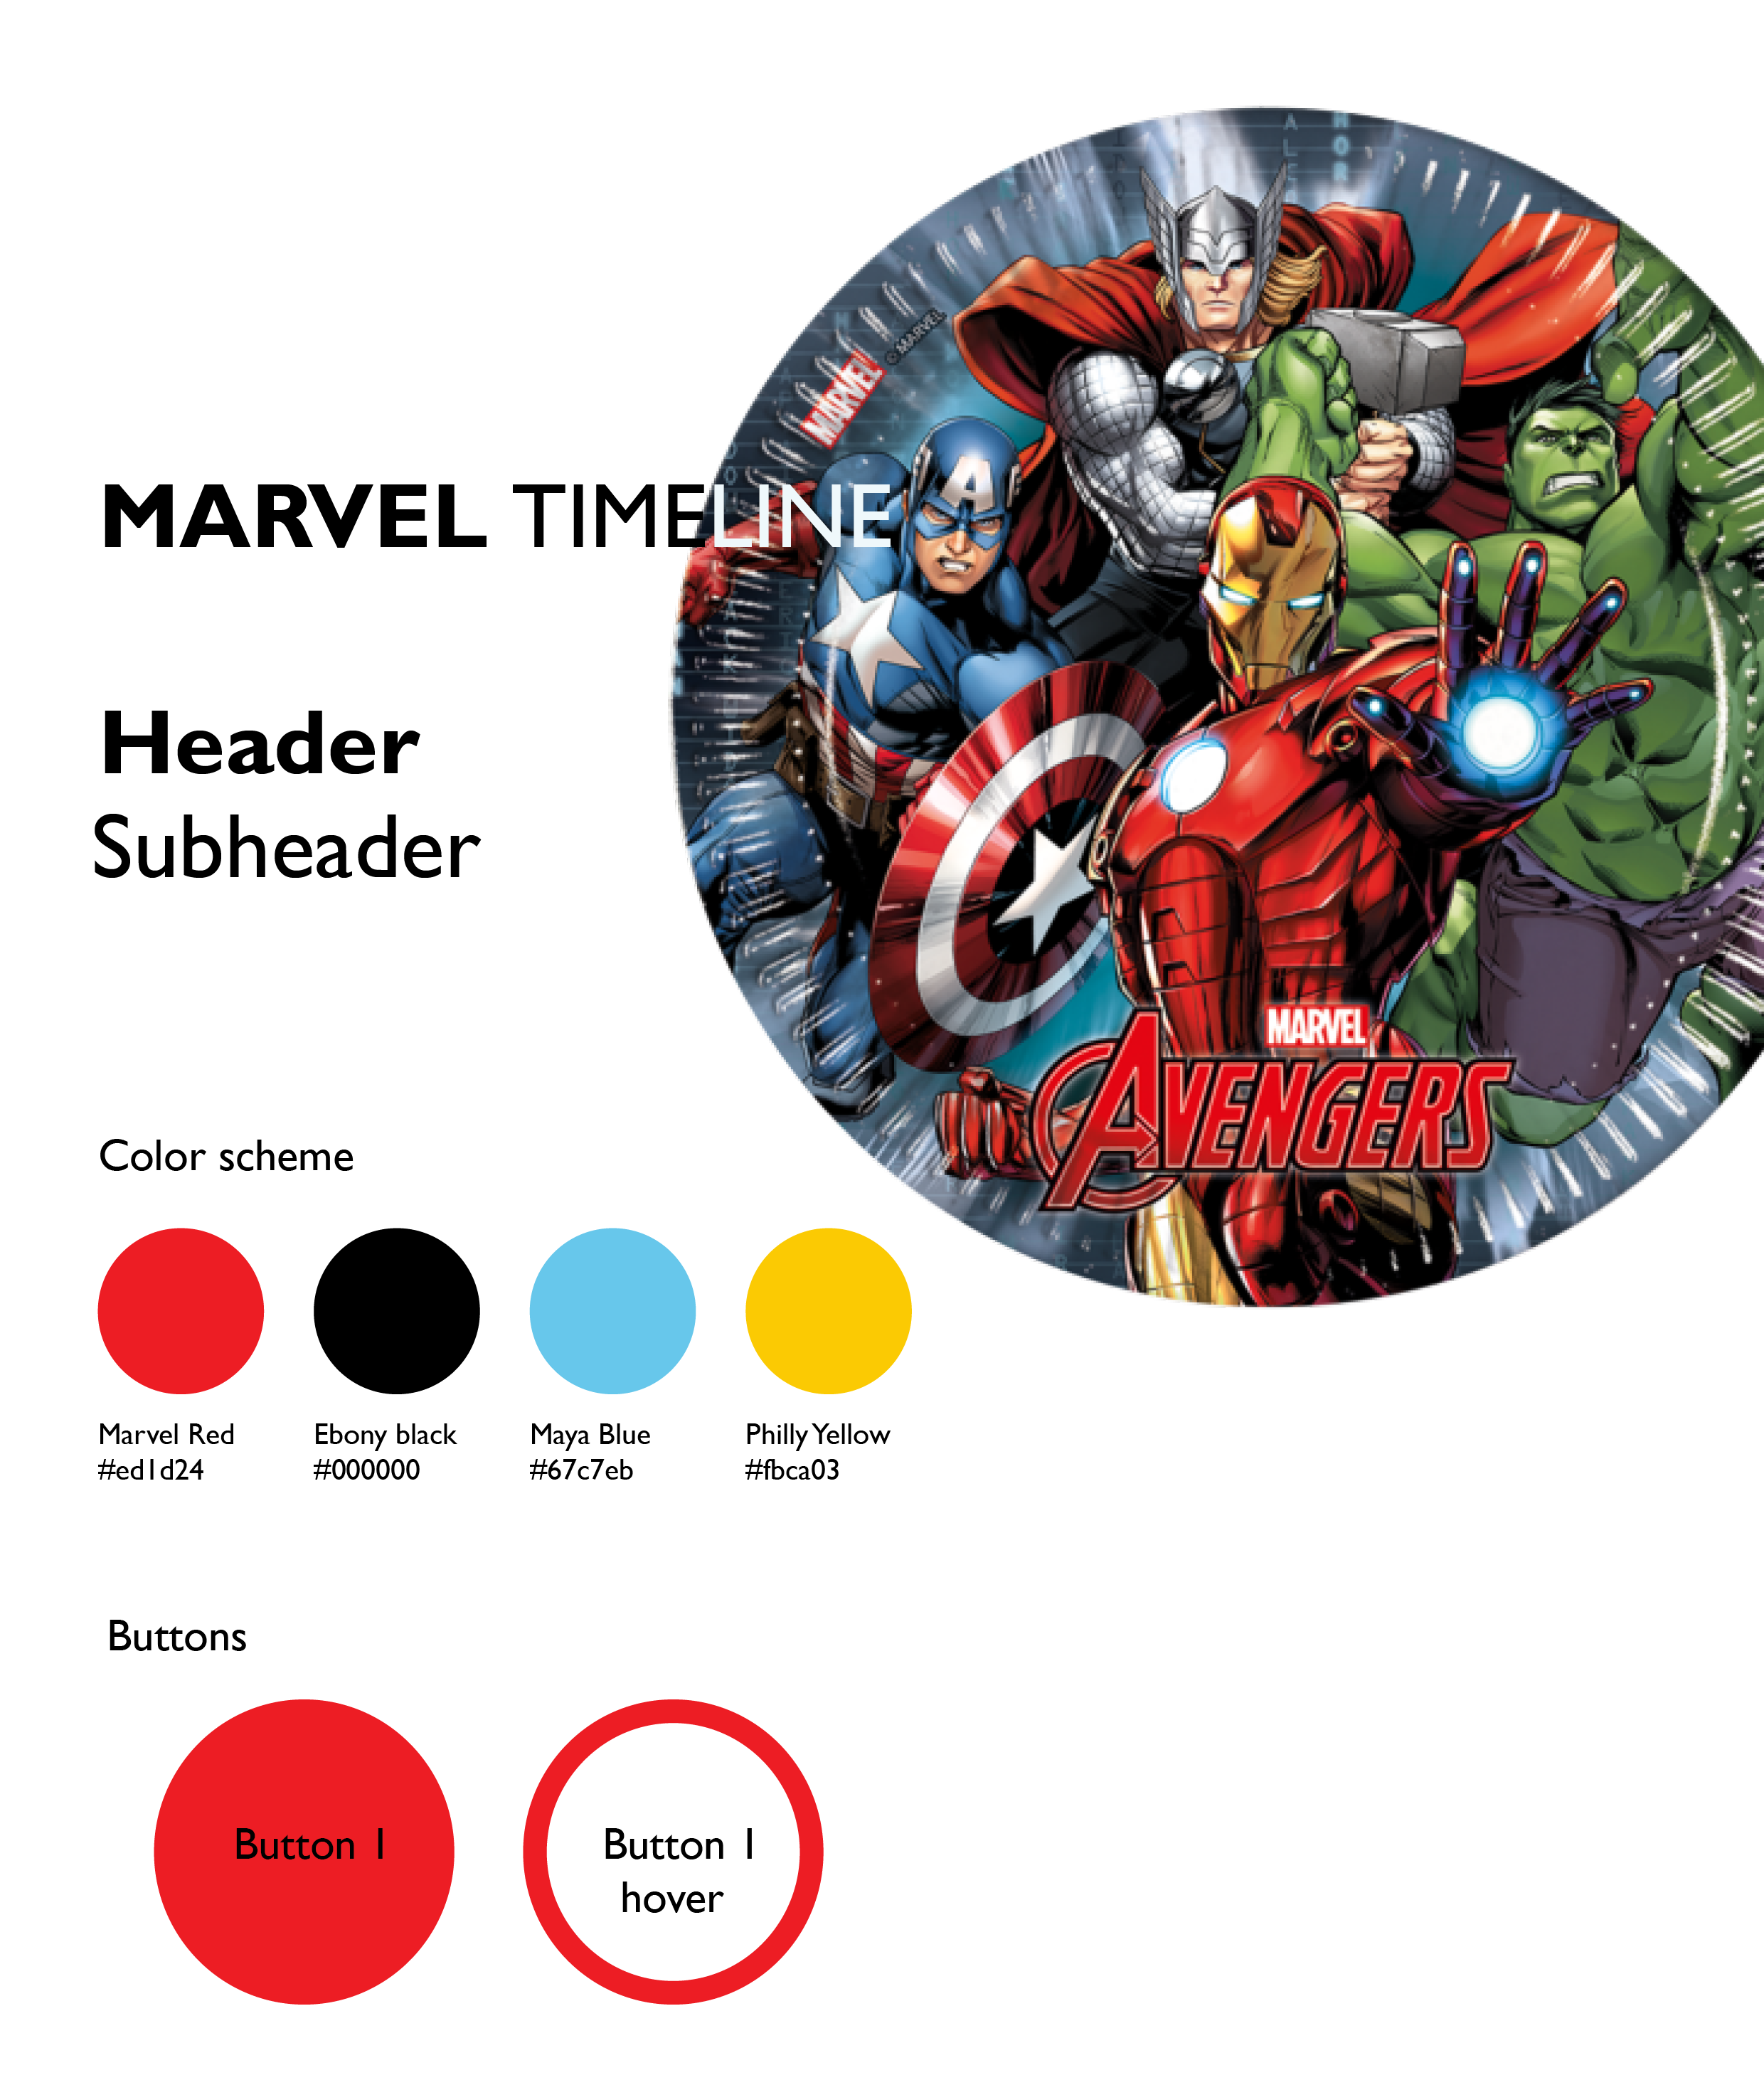 MARVEL
© MARVEL
MARVEL TIMELINE
Header
Subheader
MARVEL
AVENGERS
Color scheme
Marvel Red
#ed1d24
Ebony black
#000000
Maya Blue
#67c7eb
Philly Yellow
#fbca03
Buttons
Button 1
Button 1
hover